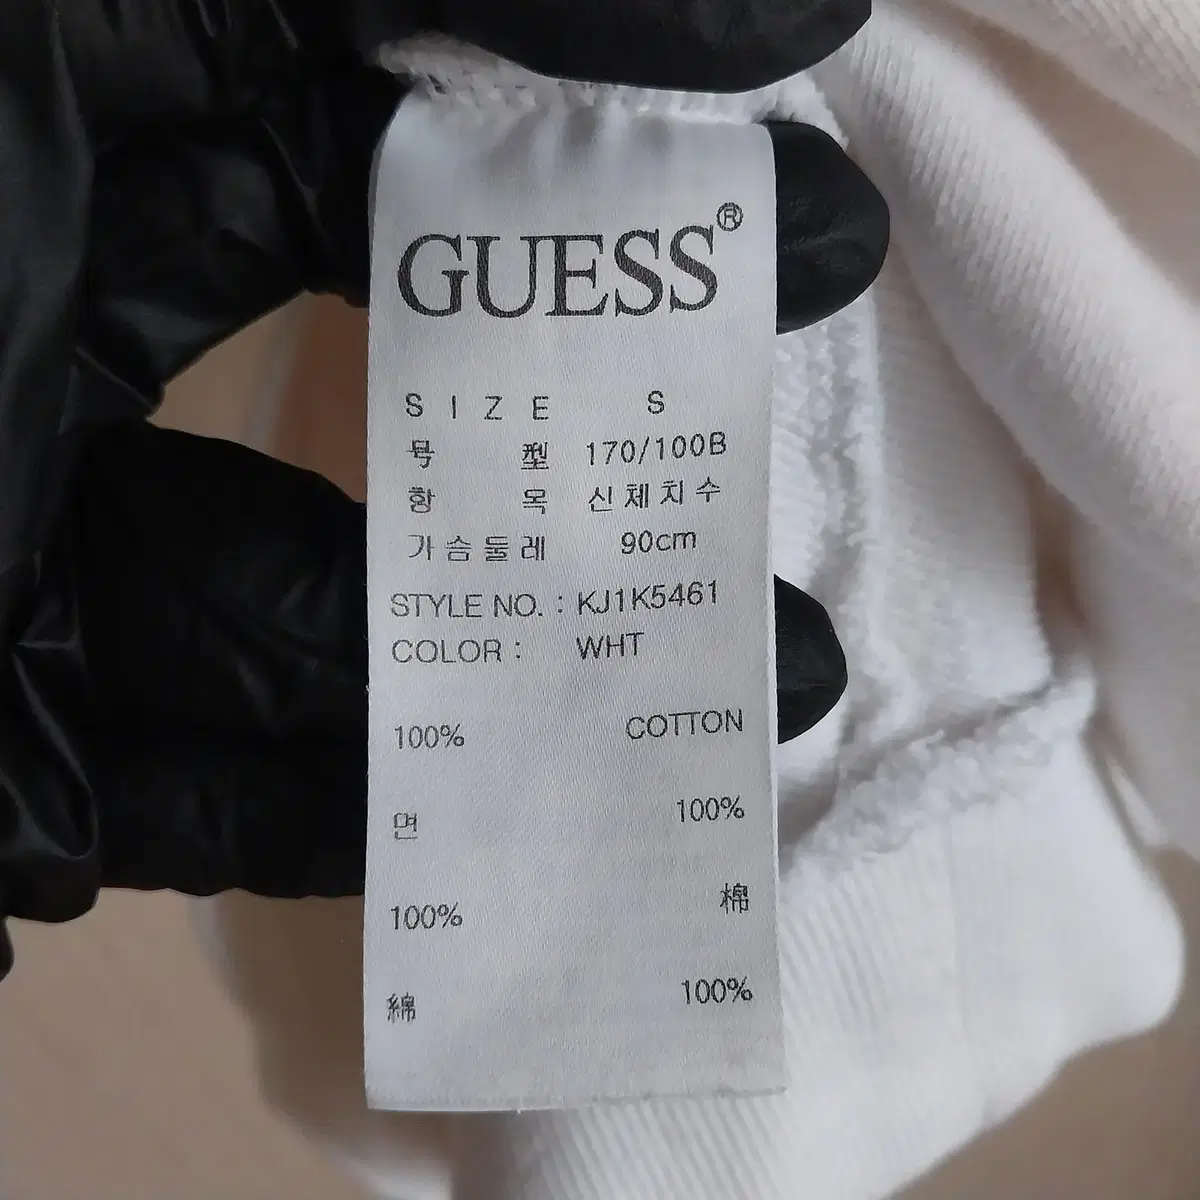 GUESS®
SIZE S
号型 170/100B
항목 신체치수
가슴둘레 90cm
STYLE NO. : KJ1K5461
COLOR : WHT
100% COTTON
면 100%
100% 棉
綿 100%